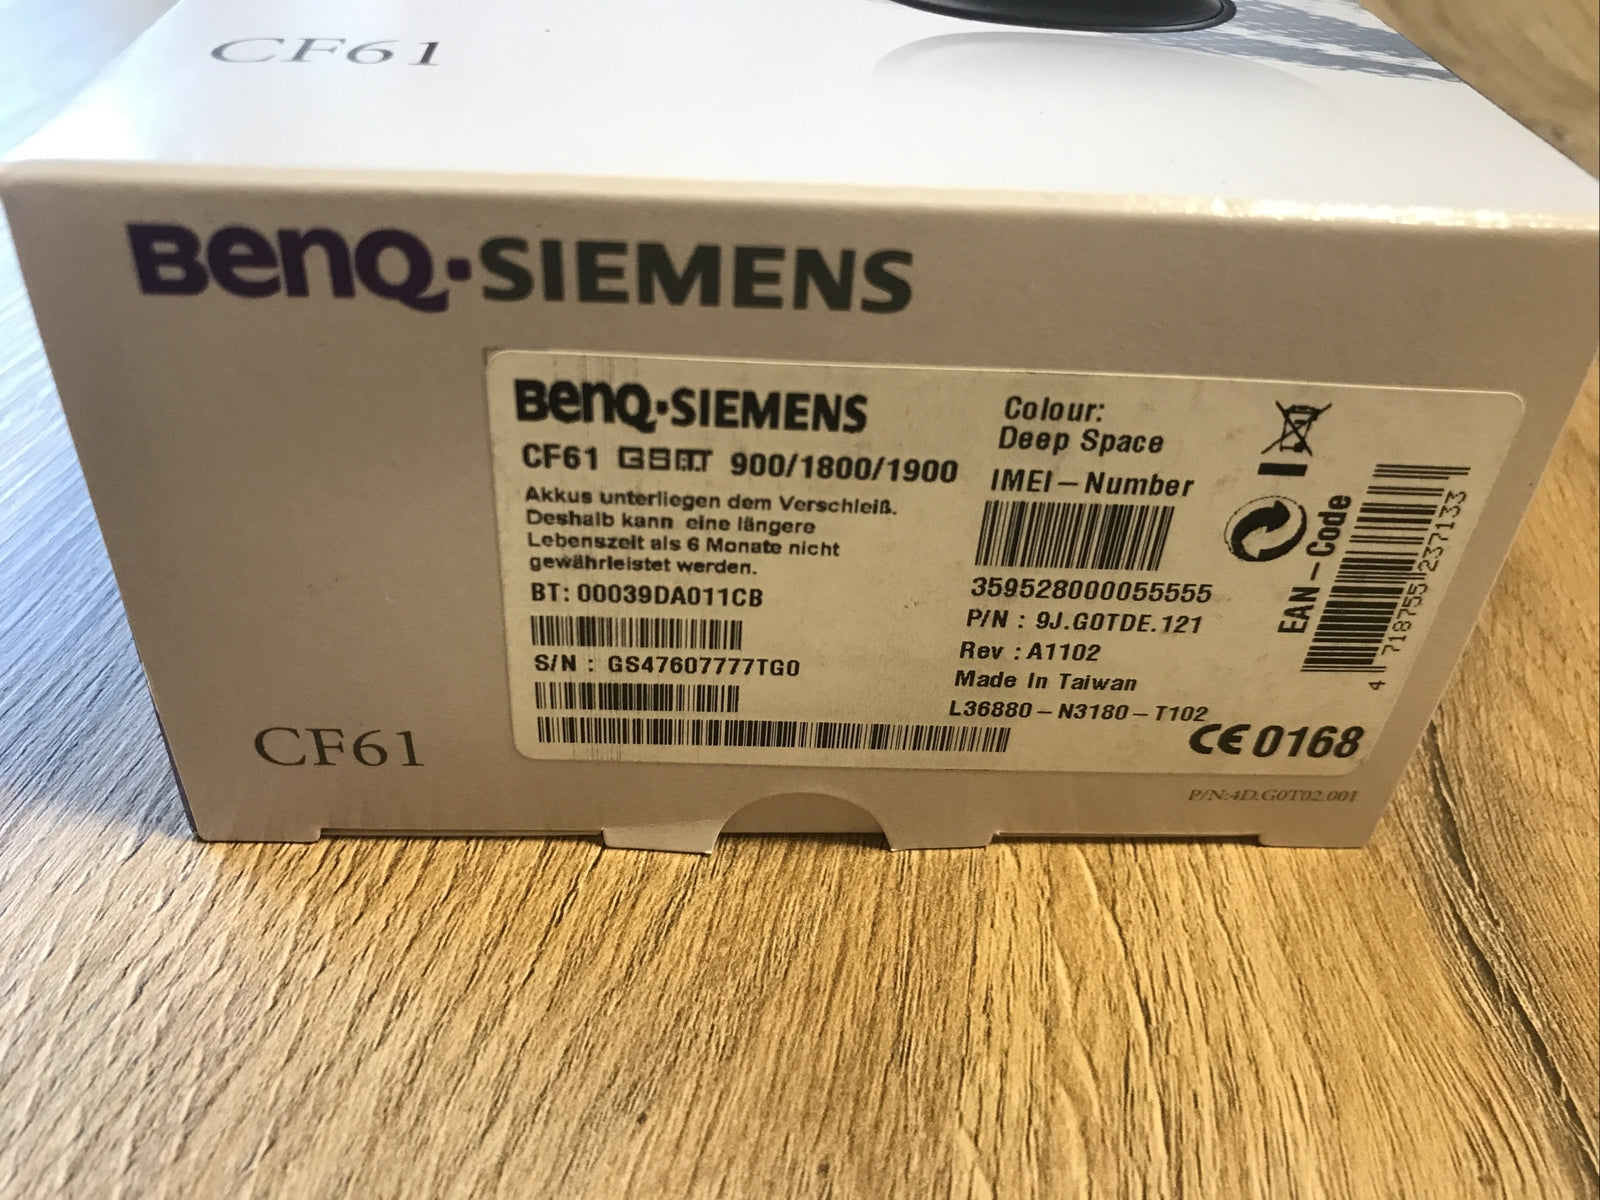 CF61
BenQ·SIEMENS
BenQ·SIEMENS
CF61 GSM 900/1800/1900
Akkus unterliegen dem Verschleiß.
Deshalb kann eine längere
Lebenszeit als 6 Monate nicht
gewährleistet werden.
BT: 00039DA011CB
S/N : GS47607777TG0
Colour:
Deep Space
IMEI-Number
359528000055555
P/N : 9J.G0TDE.121
Rev : A1102
Made In Taiwan
L36880-N3180-T102
CE 0168
EAN-Code
4 718755 237133
CF61
P/N:4D.G0T02.001